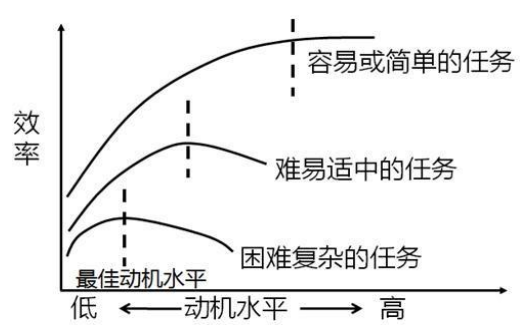 容易或简单的任务
效率
难易适中的任务
困难复杂的任务
最佳动机水平
低 动机水平 高